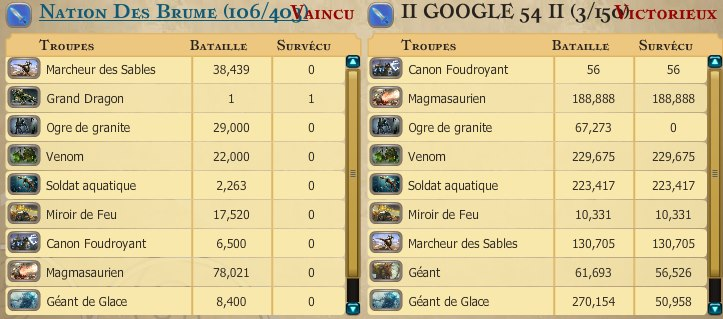 Nation Des Brume (106/403) Vaincu
Troupes Bataille Survécu
Marcheur des Sables 38,439 0
Grand Dragon 1 1
Ogre de granite 29,000 0
Venom 22,000 0
Soldat aquatique 2,263 0
Miroir de Feu 17,520 0
Canon Foudroyant 6,500 0
Magmasaurien 78,021 0
Géant de Glace 8,400 0
II GOOGLE 54 II (3/150) Victorieux
Troupes Bataille Survécu
Canon Foudroyant 56 56
Magmasaurien 188,888 188,888
Ogre de granite 67,273 0
Venom 229,675 229,675
Soldat aquatique 223,417 223,417
Miroir de Feu 10,331 10,331
Marcheur des Sables 130,705 130,705
Géant 61,693 56,526
Géant de Glace 270,154 50,958